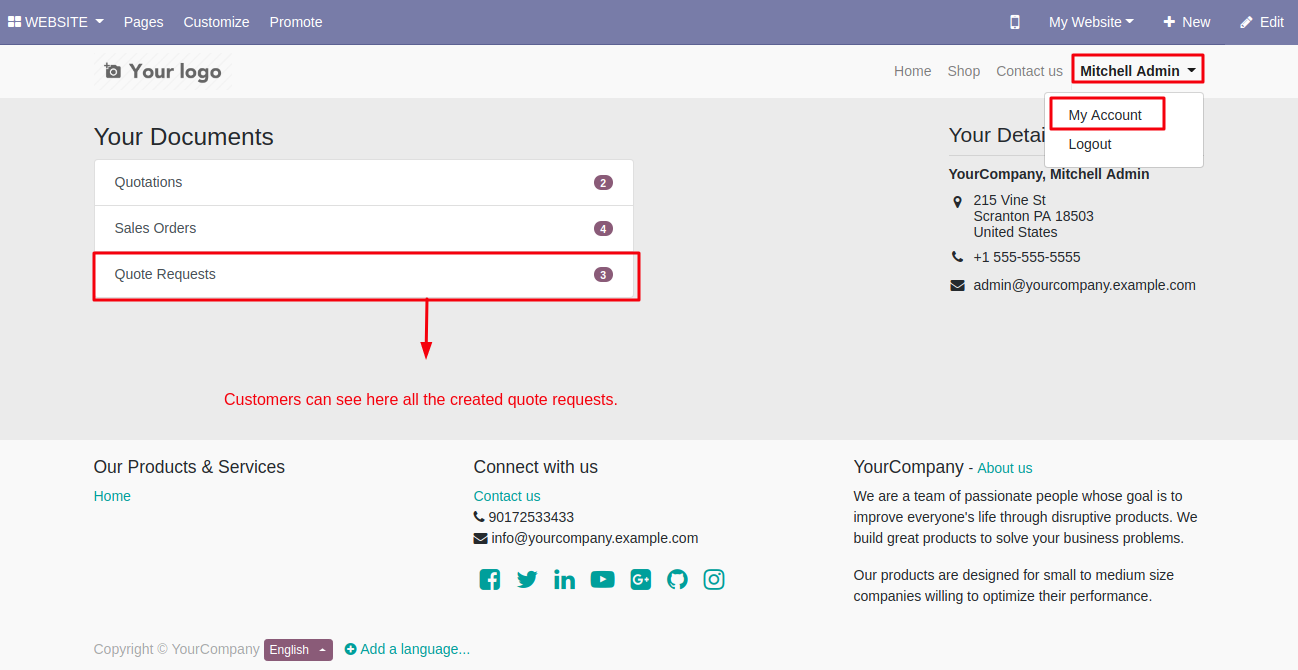 WEBSITE Pages Customize Promote My Website New Edit
Your logo Home Shop Contact us Mitchell Admin
My Account
Logout
Your Documents
Quotations 2
Sales Orders 4
Quote Requests 3
Customers can see here all the created quote requests.
Your Detai
YourCompany, Mitchell Admin
215 Vine St
Scranton PA 18503
United States
+1 555-555-5555
admin@yourcompany.example.com
Our Products & Services
Home
Connect with us
Contact us
90172533433
info@yourcompany.example.com
YourCompany - About us
We are a team of passionate people whose goal is to
improve everyone's life through disruptive products. We
build great products to solve your business problems.
Our products are designed for small to medium size
companies willing to optimize their performance.
Copyright © YourCompany English Add a language...